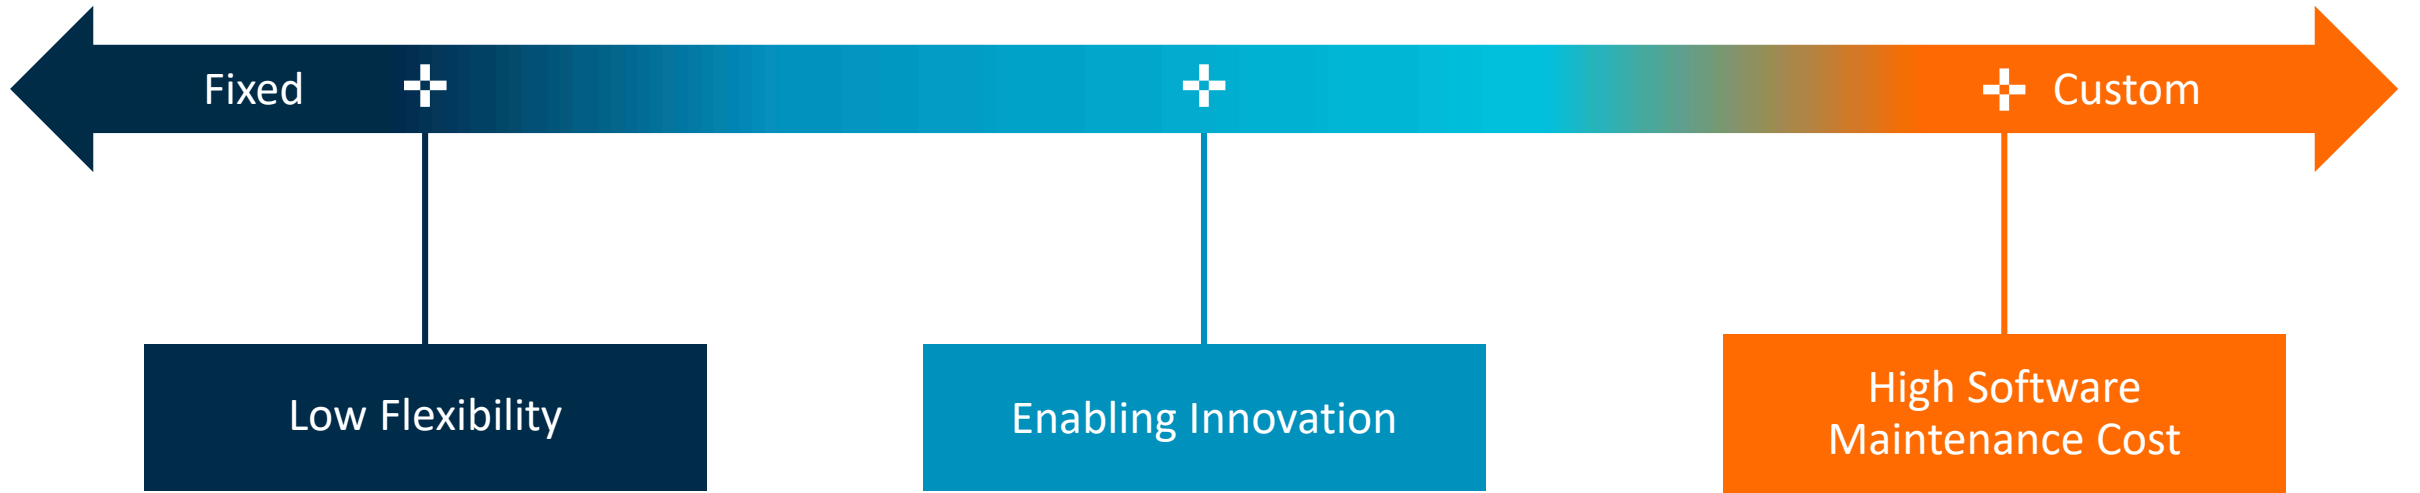 Fixed
Custom
Low Flexibility
Enabling Innovation
High Software
Maintenance Cost